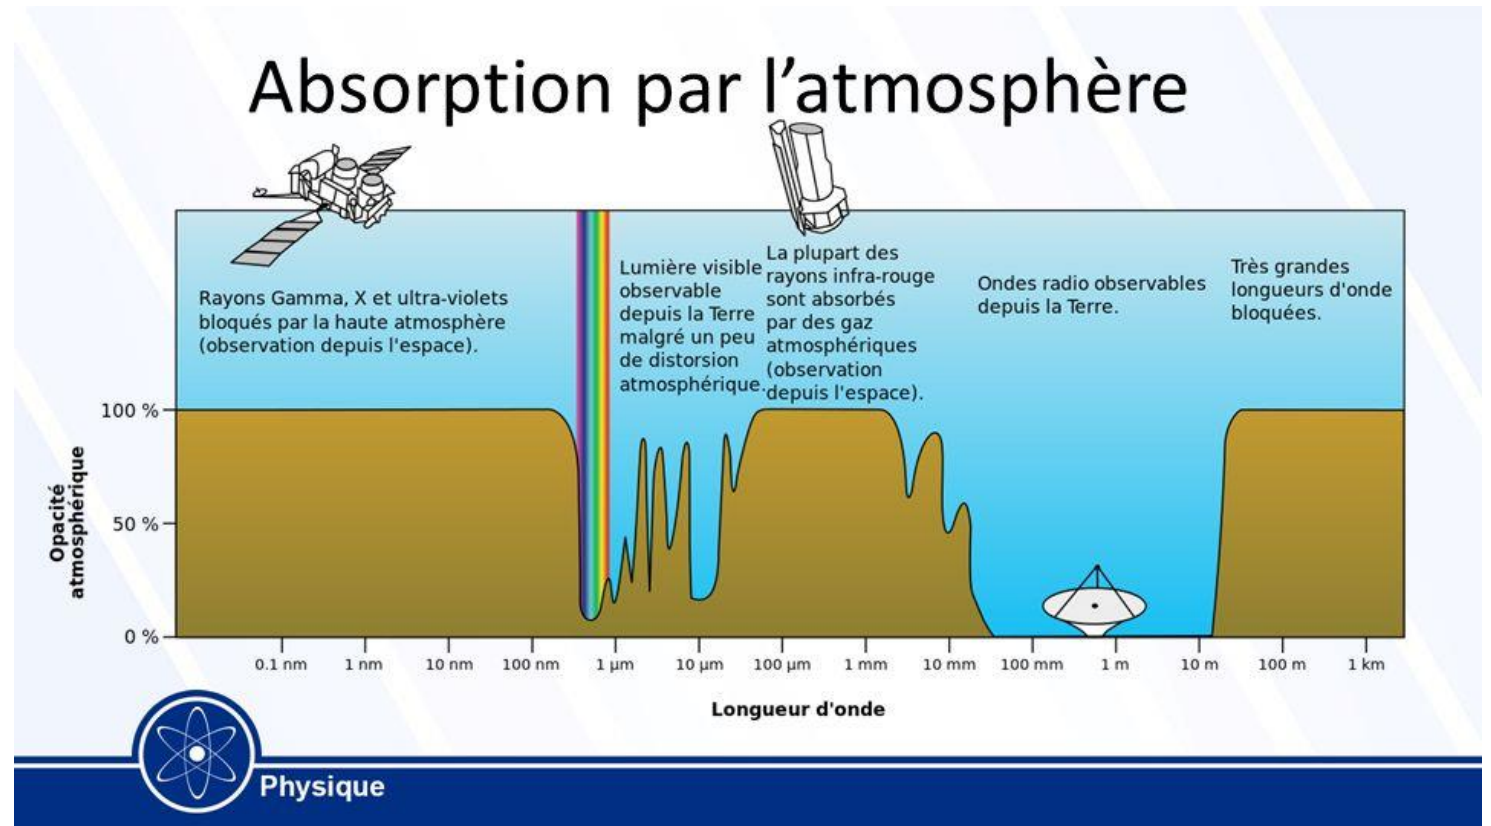 Absorption par l’atmosphère
Rayons Gamma, X et ultra-violets
bloqués par la haute atmosphère
(observation depuis l'espace).
Lumière visible
observable
depuis la Terre
malgré un peu
de distorsion
atmosphérique.
La plupart des
rayons infra-rouge
sont absorbés
par des gaz
atmosphériques
(observation
depuis l'espace).
Ondes radio observables
depuis la Terre.
Très grandes
longueurs d'onde
bloquées.
Opacité
atmosphérique
100 %
50 %
0 %
0.1 nm 1 nm 10 nm 100 nm 1 µm 10 µm 100 µm 1 mm 10 mm 100 mm 1 m 10 m 100 m 1 km
Longueur d'onde
Physique